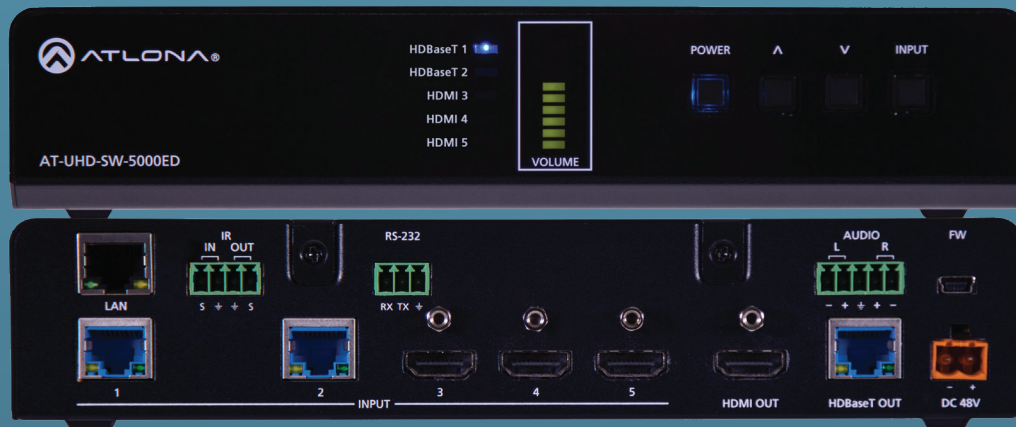 ATLONA®
AT-UHD-SW-5000ED
HDBaseT 1
HDBaseT 2
HDMI 3
HDMI 4
HDMI 5
VOLUME
POWER ∧ ∨ INPUT
LAN
IR
IN OUT
S ⏚ ⏚ S
RS-232
RX TX ⏚
AUDIO
L R
- + ⏚ + -
FW
1 2 3 4 5
INPUT
HDMI OUT
HDBaseT OUT
- +
DC 48V